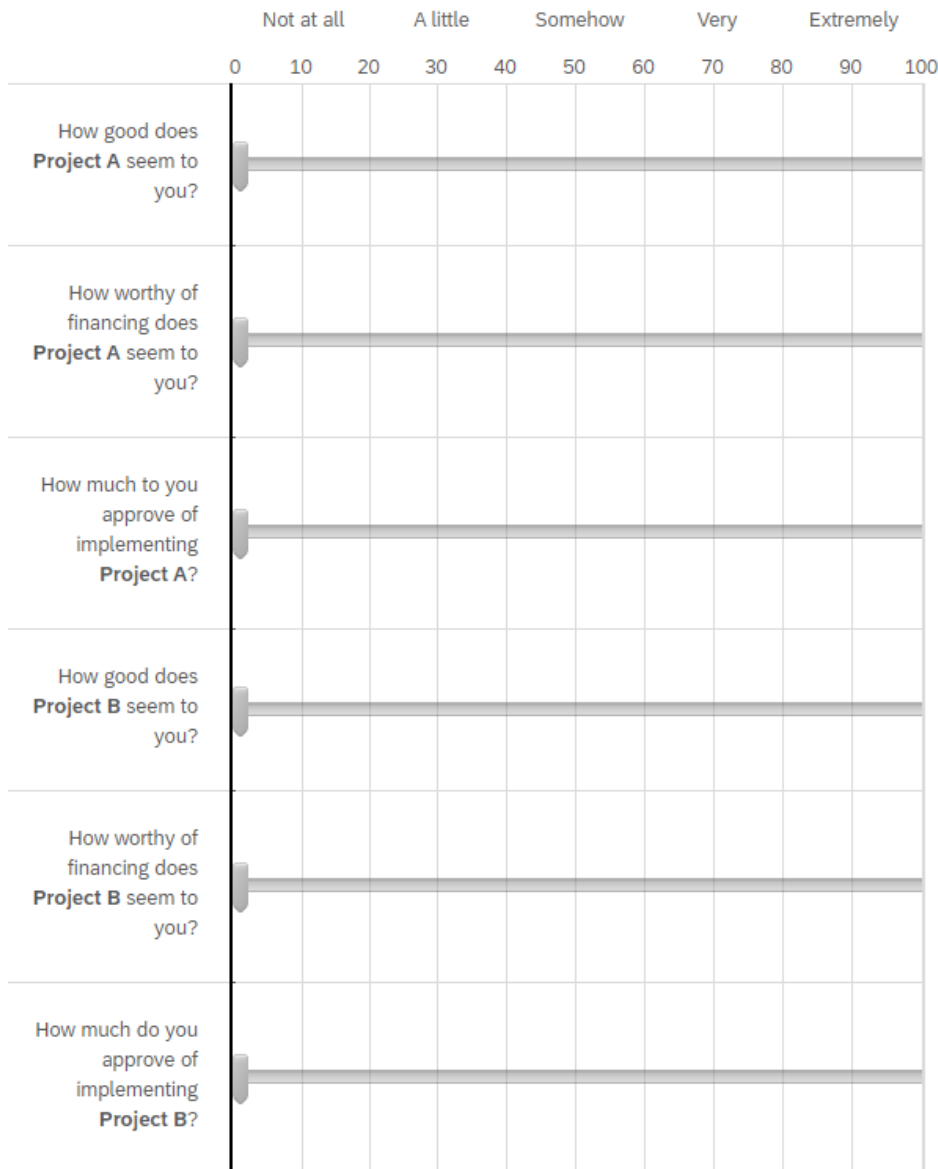 Not at all A little Somehow Very Extremely
0 10 20 30 40 50 60 70 80 90 100
How good does
Project A seem to
you?
How worthy of
financing does
Project A seem to
you?
How much to you
approve of
implementing
Project A?
How good does
Project B seem to
you?
How worthy of
financing does
Project B seem to
you?
How much do you
approve of
implementing
Project B?